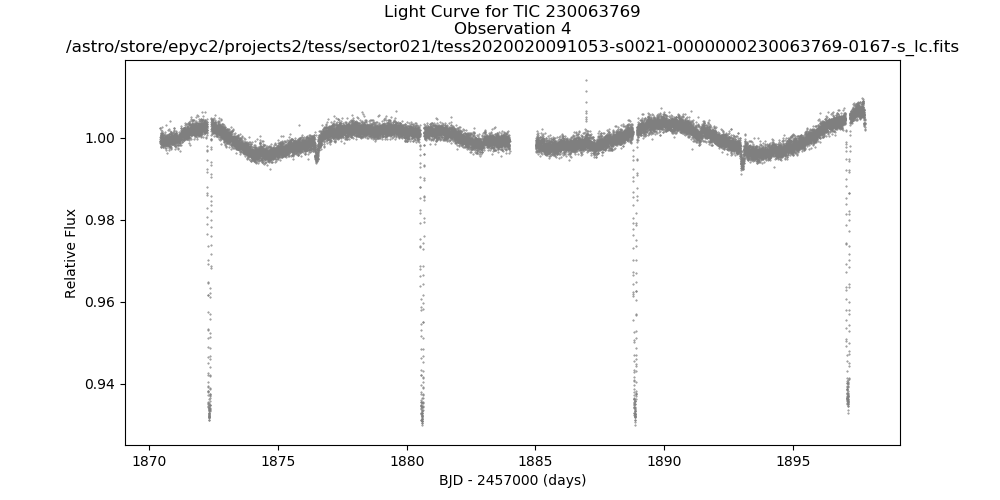 Light Curve for TIC 230063769
Observation 4
/astro/store/epyc2/projects2/tess/sector021/tess2020020091053-s0021-0000000230063769-0167-s_lc.fits
1.00
0.98
0.96
0.94
Relative Flux
1870 1875 1880 1885 1890 1895
BJD - 2457000 (days)